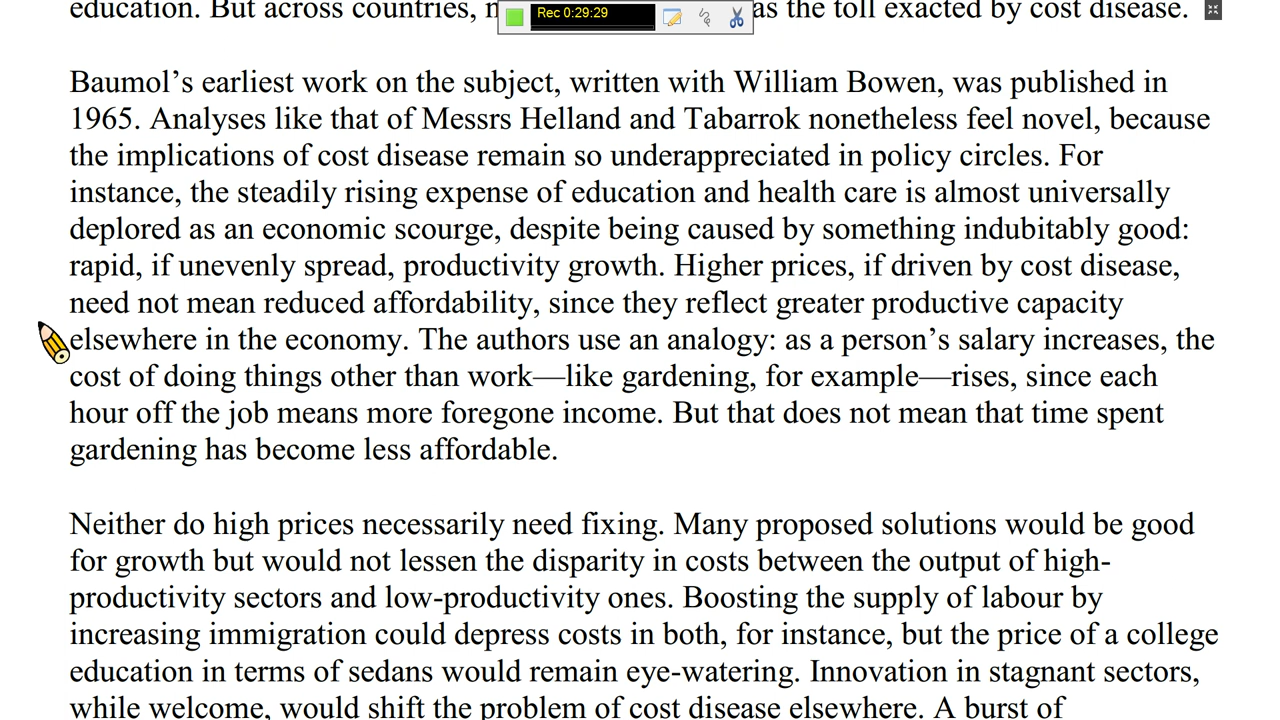 education. But across countries, as the toll exacted by cost disease.
Rec 0:29:29
Baumol’s earliest work on the subject, written with William Bowen, was published in
1965. Analyses like that of Messrs Helland and Tabarrok nonetheless feel novel, because
the implications of cost disease remain so underappreciated in policy circles. For
instance, the steadily rising expense of education and health care is almost universally
deplored as an economic scourge, despite being caused by something indubitably good:
rapid, if unevenly spread, productivity growth. Higher prices, if driven by cost disease,
need not mean reduced affordability, since they reflect greater productive capacity
elsewhere in the economy. The authors use an analogy: as a person’s salary increases, the
cost of doing things other than work—like gardening, for example—rises, since each
hour off the job means more foregone income. But that does not mean that time spent
gardening has become less affordable.
Neither do high prices necessarily need fixing. Many proposed solutions would be good
for growth but would not lessen the disparity in costs between the output of high-
productivity sectors and low-productivity ones. Boosting the supply of labour by
increasing immigration could depress costs in both, for instance, but the price of a college
education in terms of sedans would remain eye-watering. Innovation in stagnant sectors,
while welcome, would shift the problem of cost disease elsewhere. A burst of